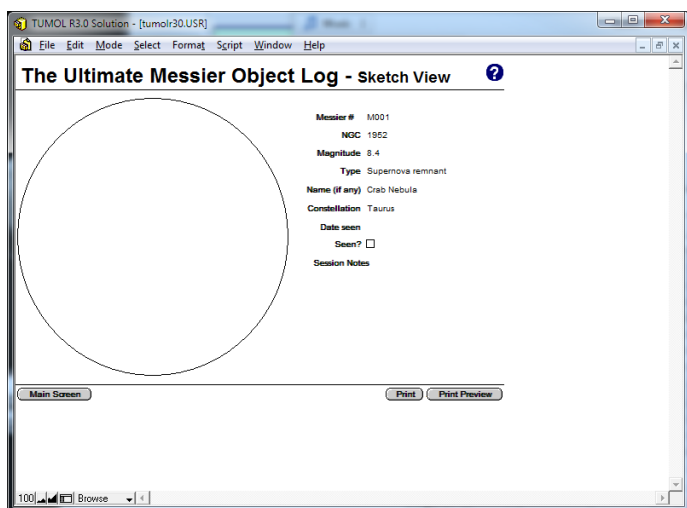 TUMOL R3.0 Solution - [tumolr30.USR]
File Edit Mode Select Format Script Window Help
The Ultimate Messier Object Log - Sketch View ?
Messier # M001
NGC 1952
Magnitude 8.4
Type Supernova remnant
Name (if any) Crab Nebula
Constellation Taurus
Date seen
Seen?
Session Notes
Main Screen Print Print Preview
100 Browse